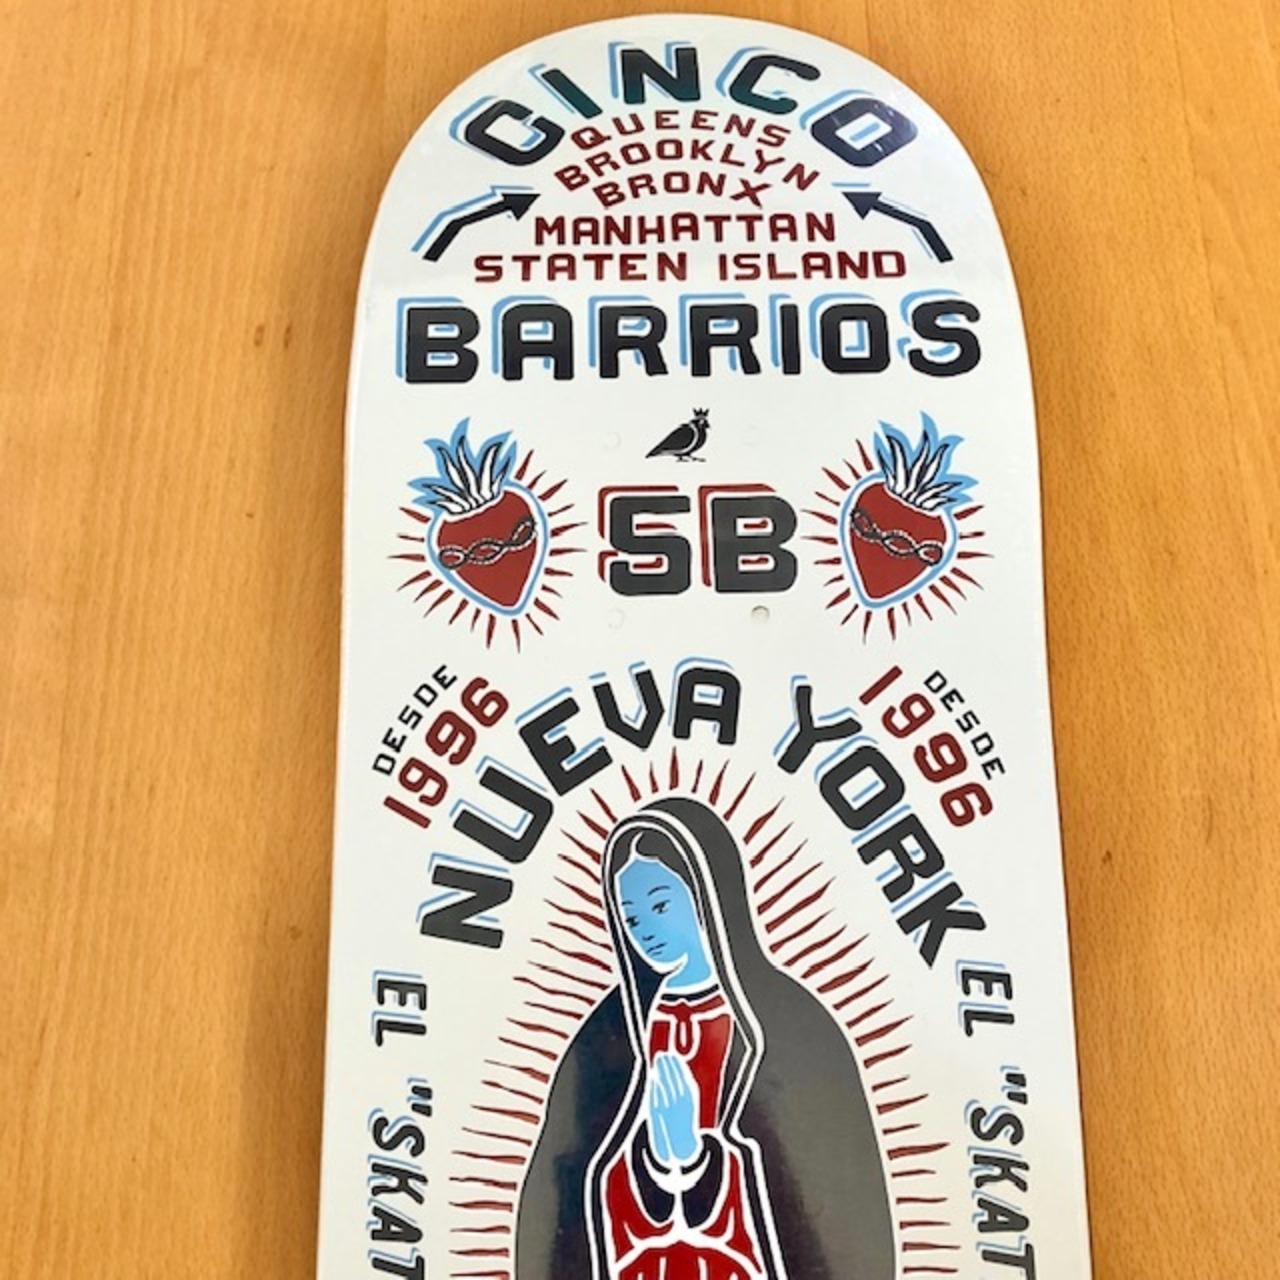 CINCO
QUEENS
BROOKLYN
BRONX
MANHATTAN
STATEN ISLAND
BARRIOS
5B
DESDE
1996
NUEVA YORK
DESDE
1996
EL "SKAT
EL "SKAT